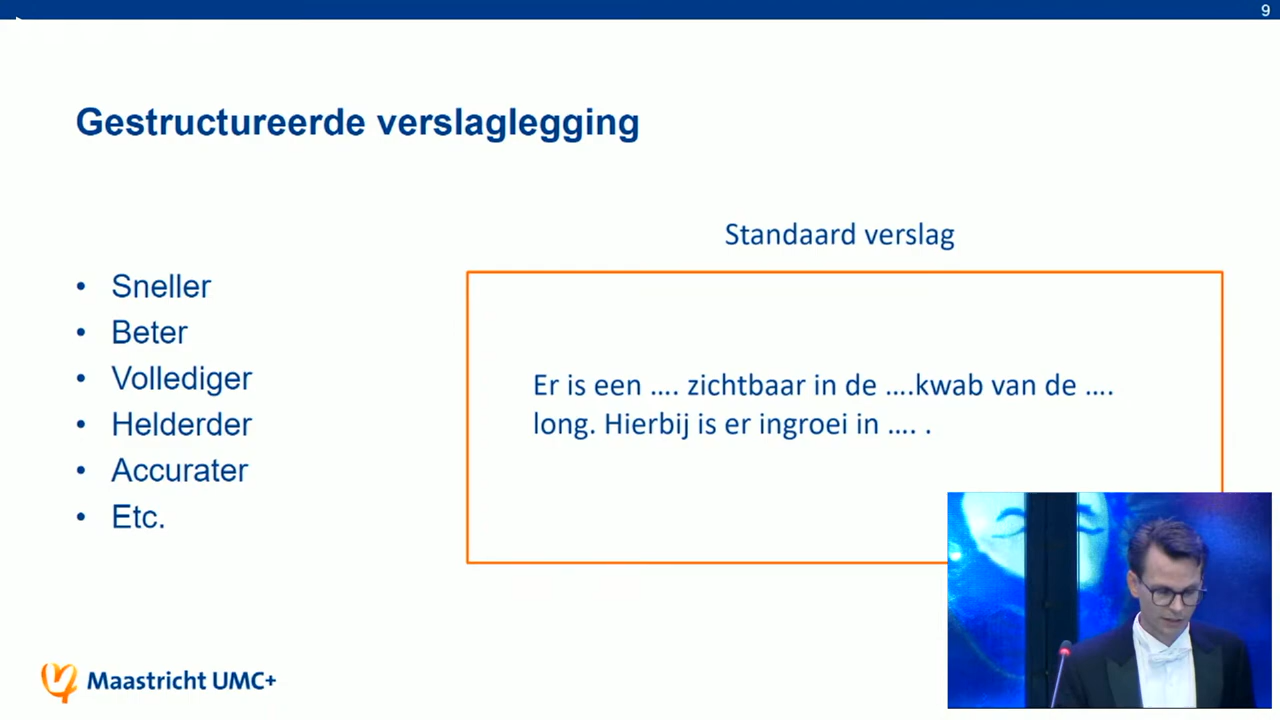 9
Gestructureerde verslaglegging
Standaard verslag
• Sneller
• Beter
• Vollediger
• Helderder
• Accurater
• Etc.
Er is een .... zichtbaar in de ....kwab van de ....
long. Hierbij is er ingroei in .... .
Maastricht UMC+